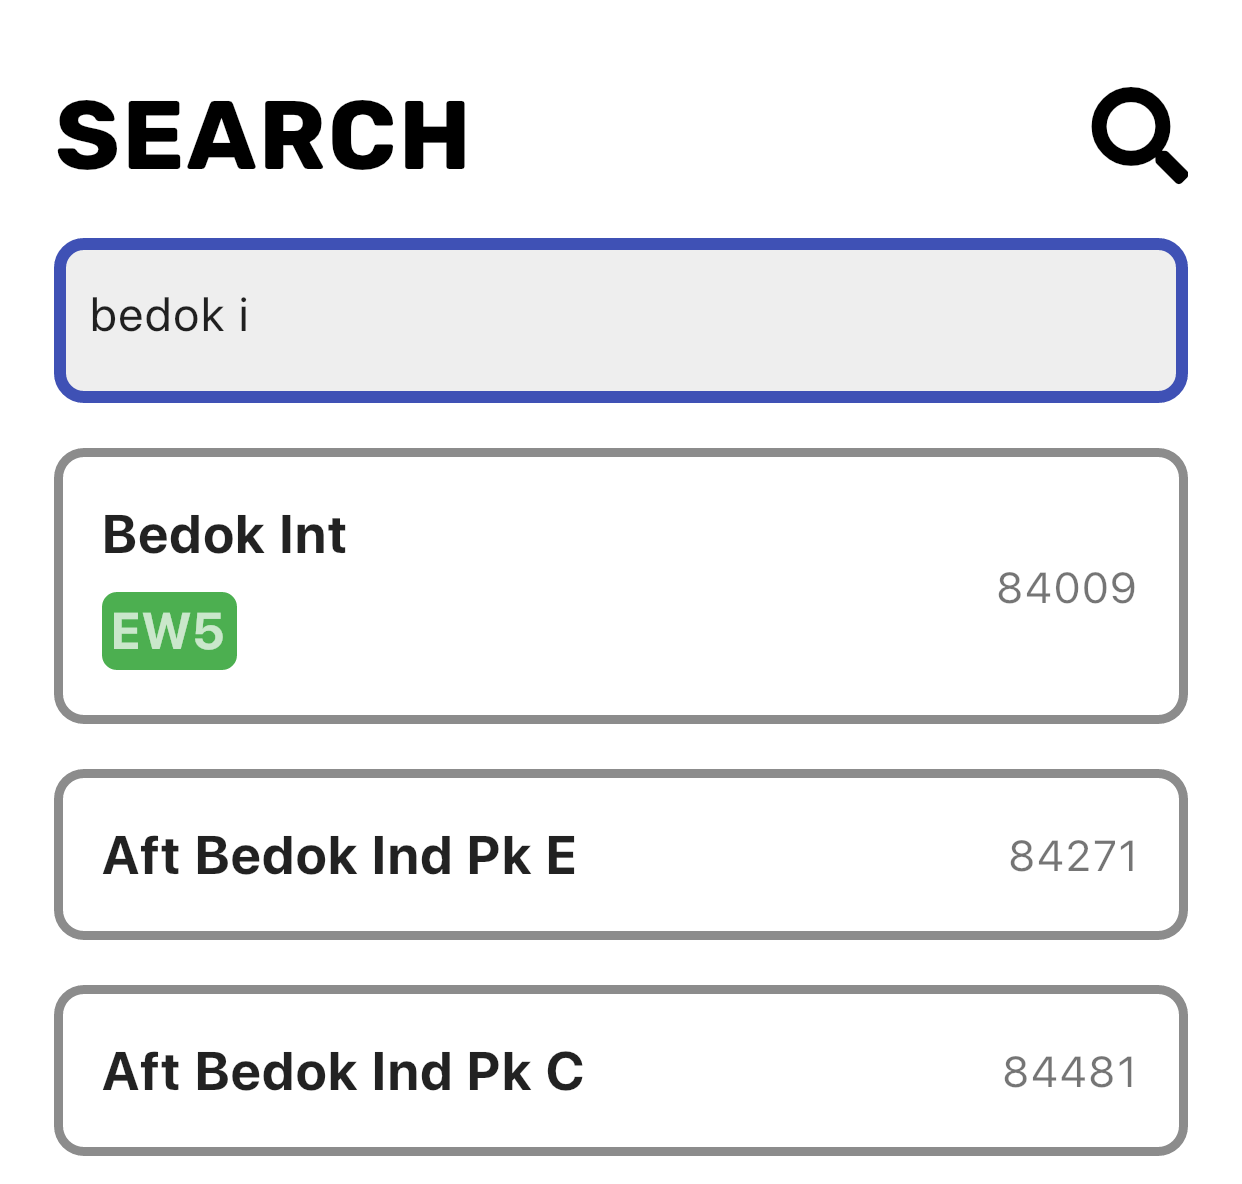 SEARCH
bedok i
Bedok Int
EW5
84009
Aft Bedok Ind Pk E
84271
Aft Bedok Ind Pk C
84481